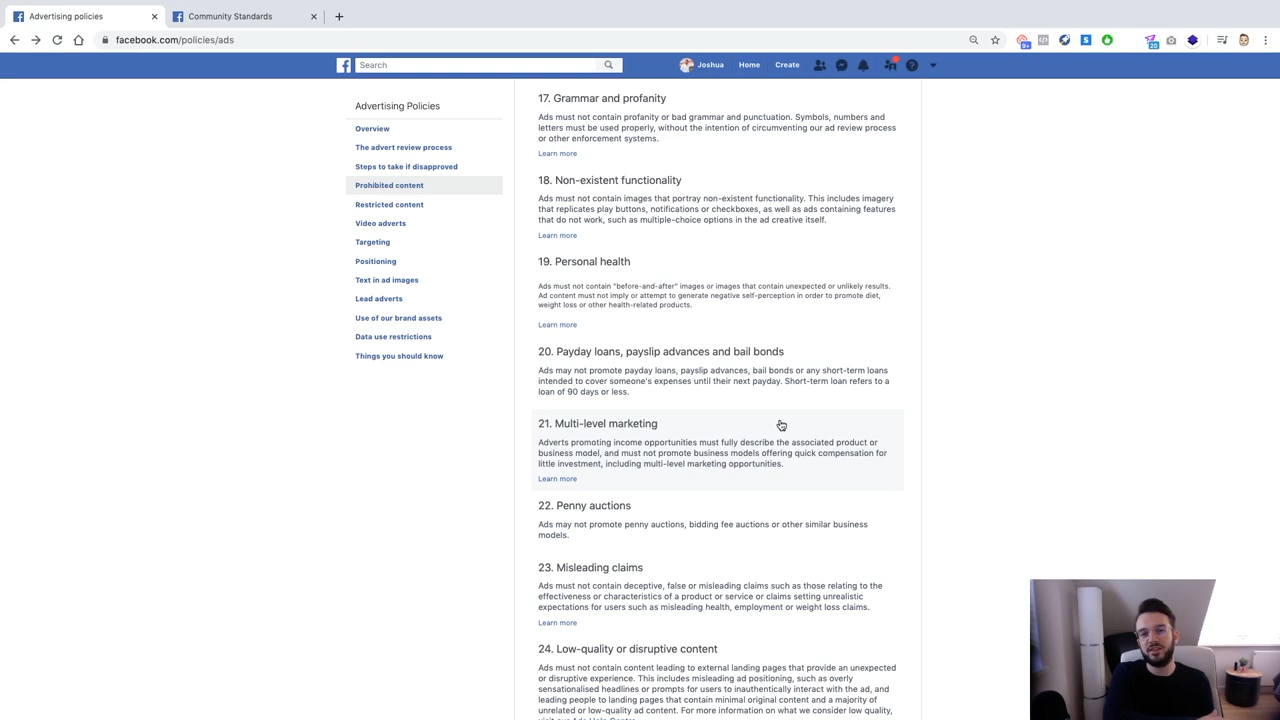 Advertising policies
Community Standards
facebook.com/policies/ads
9+
20
Search
Joshua
Home
Create
Advertising Policies
Overview
The advert review process
Steps to take if disapproved
Prohibited content
Restricted content
Video adverts
Targeting
Positioning
Text in ad images
Lead adverts
Use of our brand assets
Data use restrictions
Things you should know
17. Grammar and profanity
Ads must not contain profanity or bad grammar and punctuation. Symbols, numbers and
letters must be used properly, without the intention of circumventing our ad review process
or other enforcement systems.
Learn more
18. Non-existent functionality
Ads must not contain images that portray non-existent functionality. This includes imagery
that replicates play buttons, notifications or checkboxes, as well as ads containing features
that do not work, such as multiple-choice options in the ad creative itself.
Learn more
19. Personal health
Ads must not contain "before-and-after" images or images that contain unexpected or unlikely results.
Ad content must not imply or attempt to generate negative self-perception in order to promote diet,
weight loss or other health-related products.
Learn more
20. Payday loans, payslip advances and bail bonds
Ads may not promote payday loans, payslip advances, bail bonds or any short-term loans
intended to cover someone's expenses until their next payday. Short-term loan refers to a
loan of 90 days or less.
21. Multi-level marketing
Adverts promoting income opportunities must fully describe the associated product or
business model, and must not promote business models offering quick compensation for
little investment, including multi-level marketing opportunities.
Learn more
22. Penny auctions
Ads may not promote penny auctions, bidding fee auctions or other similar business
models.
23. Misleading claims
Ads must not contain deceptive, false or misleading claims such as those relating to the
effectiveness or characteristics of a product or service or claims setting unrealistic
expectations for users such as misleading health, employment or weight loss claims.
Learn more
24. Low-quality or disruptive content
Ads must not contain content leading to external landing pages that provide an unexpected
or disruptive experience. This includes misleading ad positioning, such as overly
sensationalised headlines or prompts for users to inauthentically interact with the ad, and
leading people to landing pages that contain minimal original content and a majority of
unrelated or low-quality ad content. For more information on what we consider low quality,
visit our Ads Help Centre